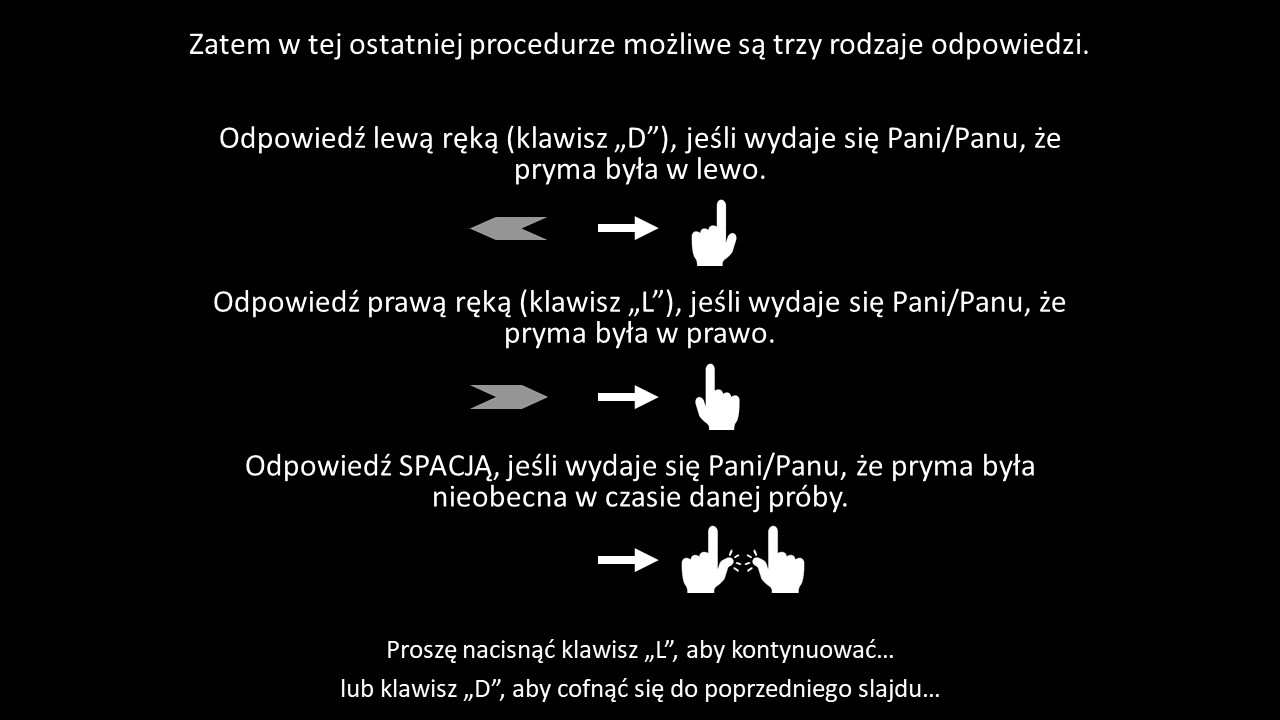 Zatem w tej ostatniej procedurze możliwe są trzy rodzaje odpowiedzi.
Odpowiedź lewą ręką (klawisz „D”), jeśli wydaje się Pani/Panu, że
pryma była w lewo.
Odpowiedź prawą ręką (klawisz „L”), jeśli wydaje się Pani/Panu, że
pryma była w prawo.
Odpowiedź SPACJĄ, jeśli wydaje się Pani/Panu, że pryma była
nieobecna w czasie danej próby.
Proszę nacisnąć klawisz „L”, aby kontynuować…
lub klawisz „D”, aby cofnąć się do poprzedniego slajdu…